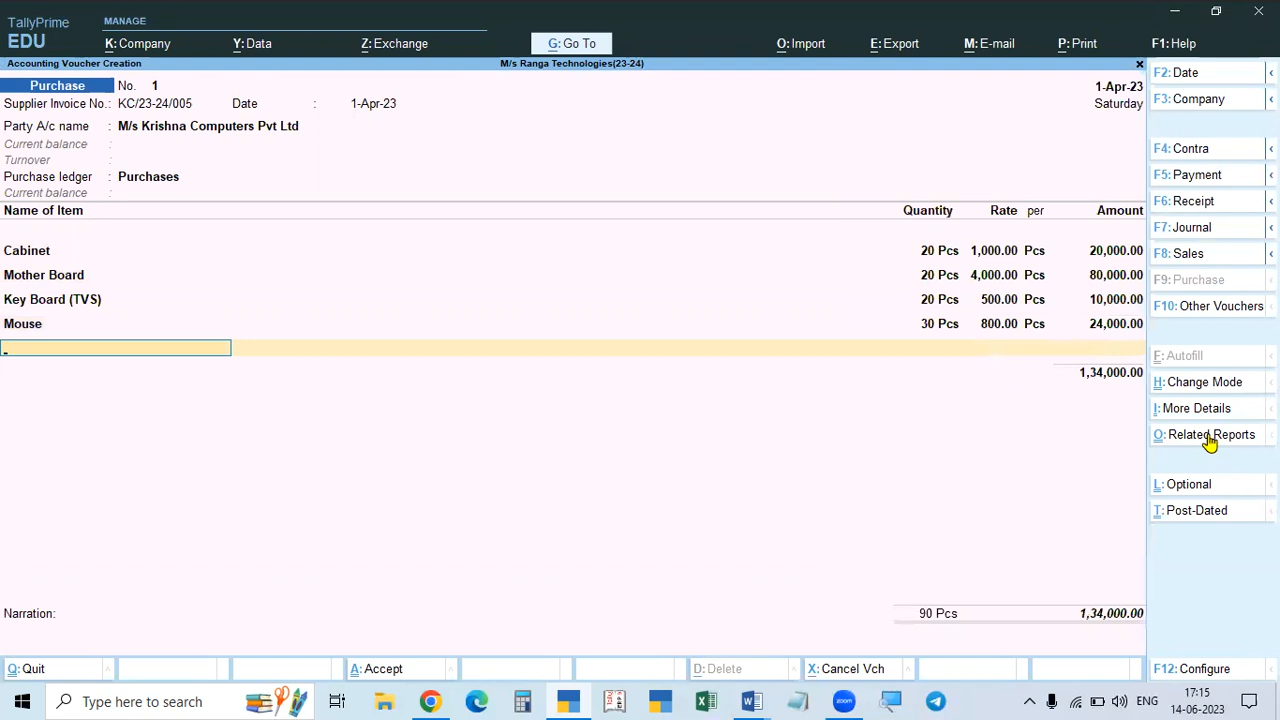 TallyPrime
EDU
MANAGE
K: Company
Y: Data
Z: Exchange
G: Go To
O: Import
E: Export
M: E-mail
P: Print
F1: Help
Accounting Voucher Creation
M/s Ranga Technologies(23-24)
×
Purchase No. 1
1-Apr-23
Supplier Invoice No.: KC/23-24/005 Date : 1-Apr-23
Saturday
Party A/c name : M/s Krishna Computers Pvt Ltd
Current balance :
Turnover :
Purchase ledger : Purchases
Current balance :
Name of Item Quantity Rate per Amount
Cabinet 20 Pcs 1,000.00 Pcs 20,000.00
Mother Board 20 Pcs 4,000.00 Pcs 80,000.00
Key Board (TVS) 20 Pcs 500.00 Pcs 10,000.00
Mouse 30 Pcs 800.00 Pcs 24,000.00
1,34,000.00
Narration: 90 Pcs 1,34,000.00
F2: Date
F3: Company
F4: Contra
F5: Payment
F6: Receipt
F7: Journal
F8: Sales
F9: Purchase
F10: Other Vouchers
F: Autofill
H: Change Mode
I: More Details
O: Related Reports
L: Optional
T: Post-Dated
F12: Configure
Q: Quit
A: Accept
D: Delete
X: Cancel Vch
Type here to search
zoom
ENG
17:15
14-06-2023